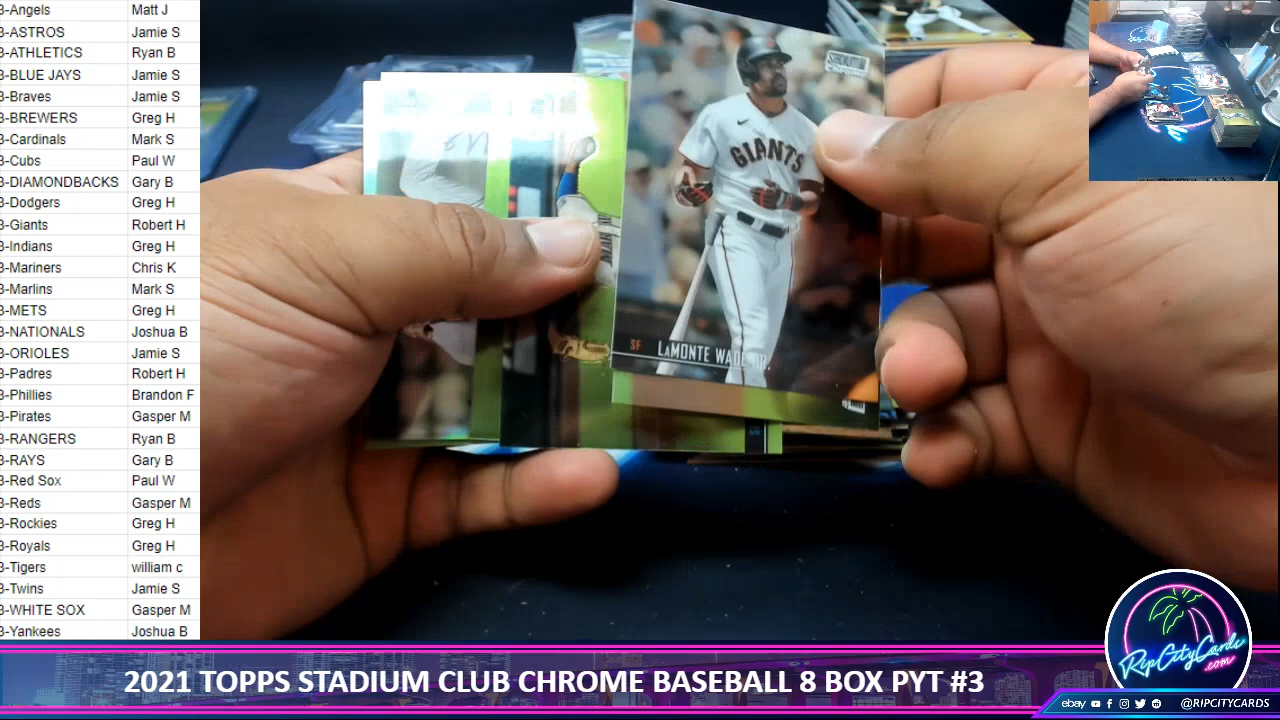 3-Angels Matt J
3-ASTROS Jamie S
3-ATHLETICS Ryan B
3-BLUE JAYS Jamie S
3-Braves Jamie S
3-BREWERS Greg H
3-Cardinals Mark S
3-Cubs Paul W
3-DIAMONDBACKS Gary B
3-Dodgers Greg H
3-Giants Robert H
3-Indians Greg H
3-Mariners Chris K
3-Marlins Mark S
3-METS Greg H
3-NATIONALS Joshua B
3-ORIOLES Jamie S
3-Padres Robert H
3-Phillies Brandon F
3-Pirates Gasper M
3-RANGERS Ryan B
3-RAYS Gary B
3-Red Sox Paul W
3-Reds Gasper M
3-Rockies Greg H
3-Royals Greg H
3-Tigers william c
3-Twins Jamie S
3-WHITE SOX Gasper M
3-Yankees Joshua B
STADIUM CLUB
CHROME
GIANTS
SF LAMONTE WADE JR.
RipCityCards
.com
2021 TOPPS STADIUM CLUB CHROME BASEBALL 8 BOX PYT #3
ebay @RIPCITYCARDS